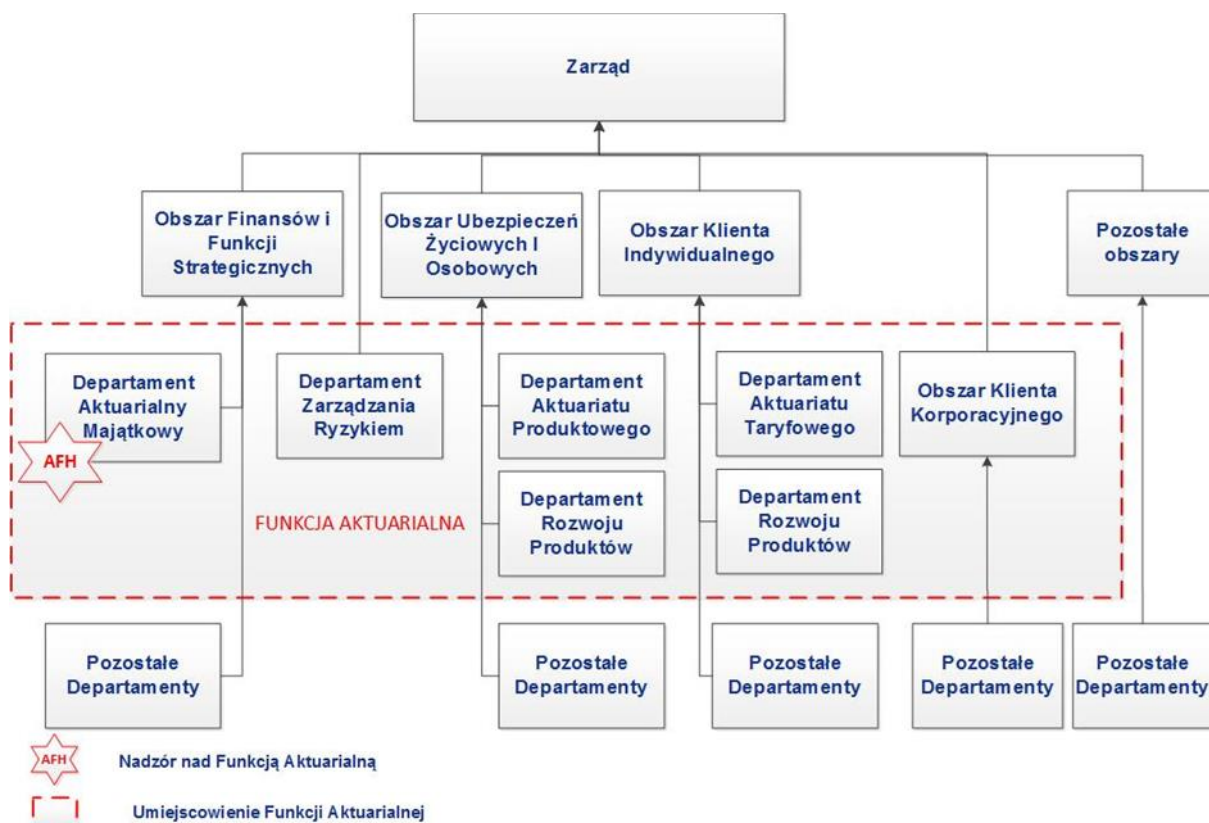 Zarząd
Obszar Finansów i
Funkcji
Strategicznych
Obszar Ubezpieczeń
Życiowych I
Osobowych
Obszar Klienta
Indywidualnego
Pozostałe
obszary
Departament
Aktuarialny
Majątkowy
AFH
Departament
Zarządzania
Ryzykiem
Departament
Aktuariatu
Produktowego
Departament
Aktuariatu
Taryfowego
Obszar Klienta
Korporacyjnego
FUNKCJA AKTUARIALNA
Departament
Rozwoju
Produktów
Departament
Rozwoju
Produktów
Pozostałe
Departamenty
Pozostałe
Departamenty
Pozostałe
Departamenty
Pozostałe
Departamenty
Pozostałe
Departamenty
AFH
Nadzór nad Funkcją Aktuarialną
Umiejscowienie Funkcji Aktuarialnej